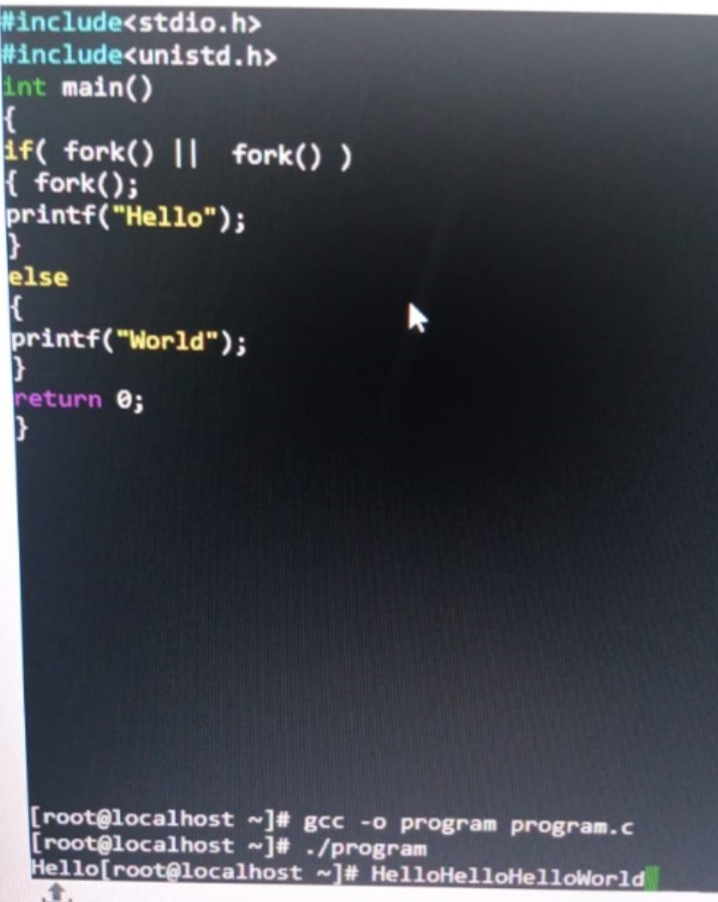 #include<stdio.h>
#include<unistd.h>
int main()
{
if( fork() ||  fork() )
{ fork();
printf("Hello");
}
else
{
printf("World");
}
return 0;
}
[root@localhost ~]# gcc -o program program.c
[root@localhost ~]# ./program
Hello[root@localhost ~]# HelloHelloHelloWorld